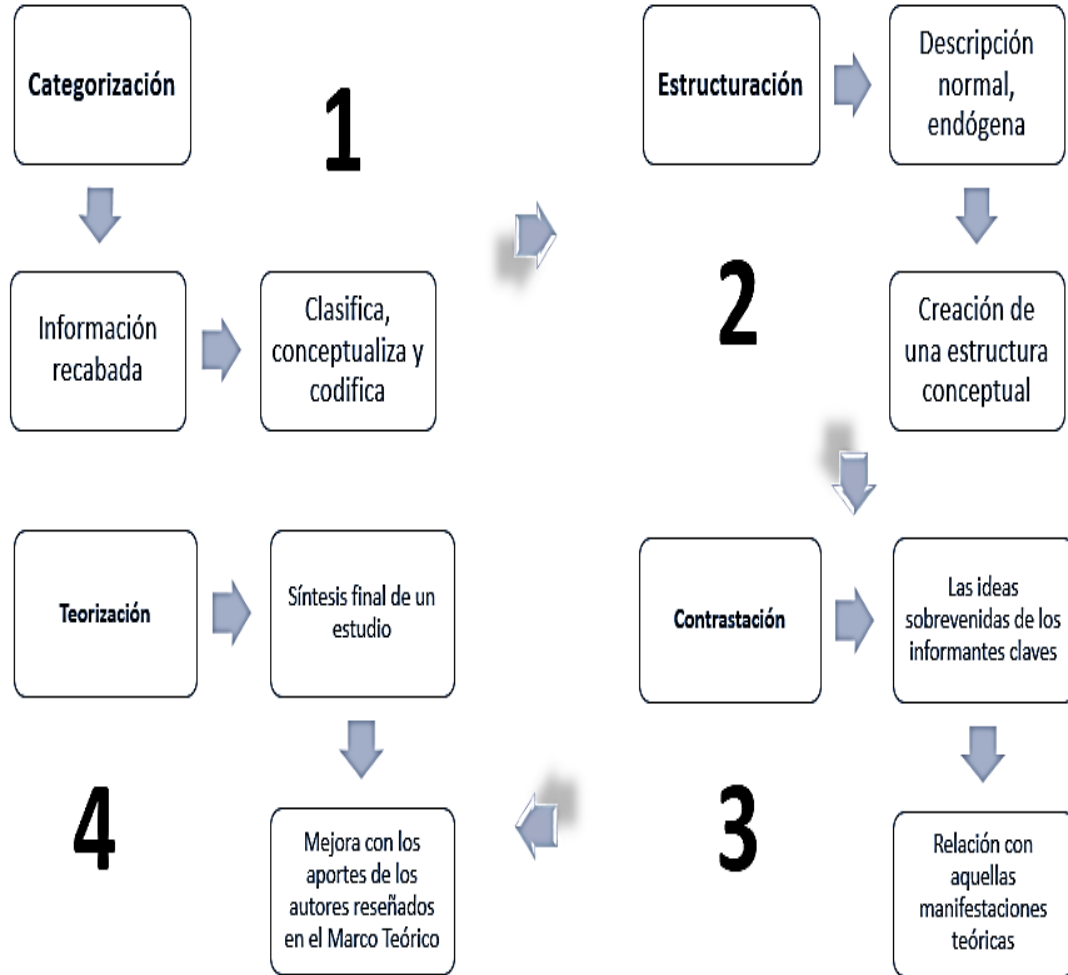 Categorización
1
Información
recabada
Clasifica,
conceptualiza y
codifica
Estructuración
Descripción
normal,
endógena
2
Creación de
una estructura
conceptual
Contrastación
Las ideas
sobrevenidas de los
informantes claves
3
Relación con
aquellas
manifestaciones
teóricas
Teorización
Síntesis final de un
estudio
4
Mejora con los
aportes de los
autores reseñados
en el Marco Teórico